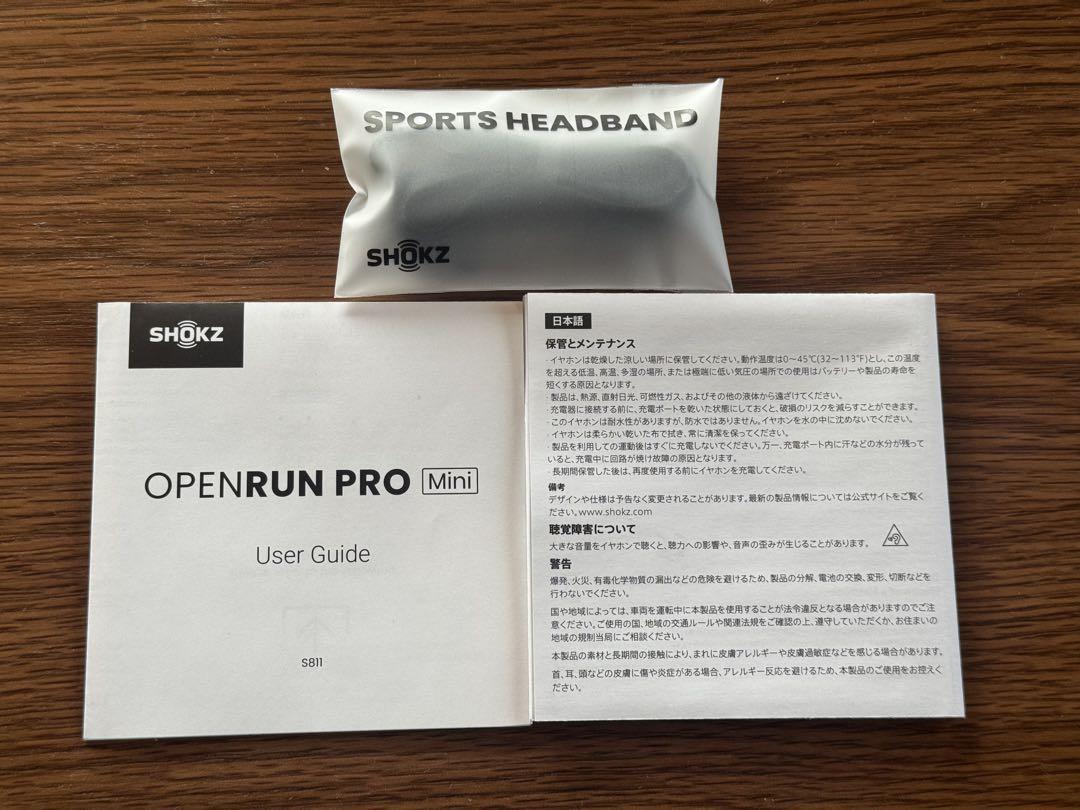 SPORTS HEADBAND
SHOKZ
SHOKZ
OPENRUN PRO Mini
User Guide
S811
日本語
保管とメンテナンス
· イヤホンは乾燥した涼しい場所に保管してください。動作温度は0～45℃(32～113°F)とし、この温度
を超える低温、高温、多湿の場所、または極端に低い気圧の場所での使用はバッテリーや製品の寿命を
短くする原因となります。
· 製品は、熱源、直射日光、可燃性ガス、およびその他の液体から遠ざけてください。
· 充電器に接続する前に、充電ポートを乾いた状態にしておくと、破損のリスクを減らすことができます。
· このイヤホンは耐水性がありますが、防水ではありません。イヤホンを水の中に沈めないでください。
· イヤホンは柔らかい乾いた布で拭き、常に清潔を保ってください。
· 製品を利用しての運動後はすぐに充電しないでください。万一、充電ポート内に汗などの水分が残って
いると、充電中に回路が焼け故障の原因となります。
· 長期間保管した後は、再度使用する前にイヤホンを充電してください。
備考
デザインや仕様は予告なく変更されることがあります。最新の製品情報については公式サイトをご覧く
ださい。www.shokz.com
聴覚障害について
大きな音量をイヤホンで聴くと、聴力への影響や、音声の歪みが生じることがあります。
警告
爆発、火災、有毒化学物質の漏出などの危険を避けるため、製品の分解、電池の交換、変形、切断などを
行わないでください。
国や地域によっては、車両を運転中に本製品を使用することが法令違反となる場合がありますのでご注
意ください。ご使用の国、地域の交通ルールや関連法規をご確認の上、遵守していただくか、お住まいの
地域の規制当局にご相談ください。
本製品の素材と長期間の接触により、まれに皮膚アレルギーや皮膚過敏症などを感じる場合があります。
首、耳、頭などの皮膚に傷や炎症がある場合、アレルギー反応を避けるため、本製品のご使用をお控えく
ださい。